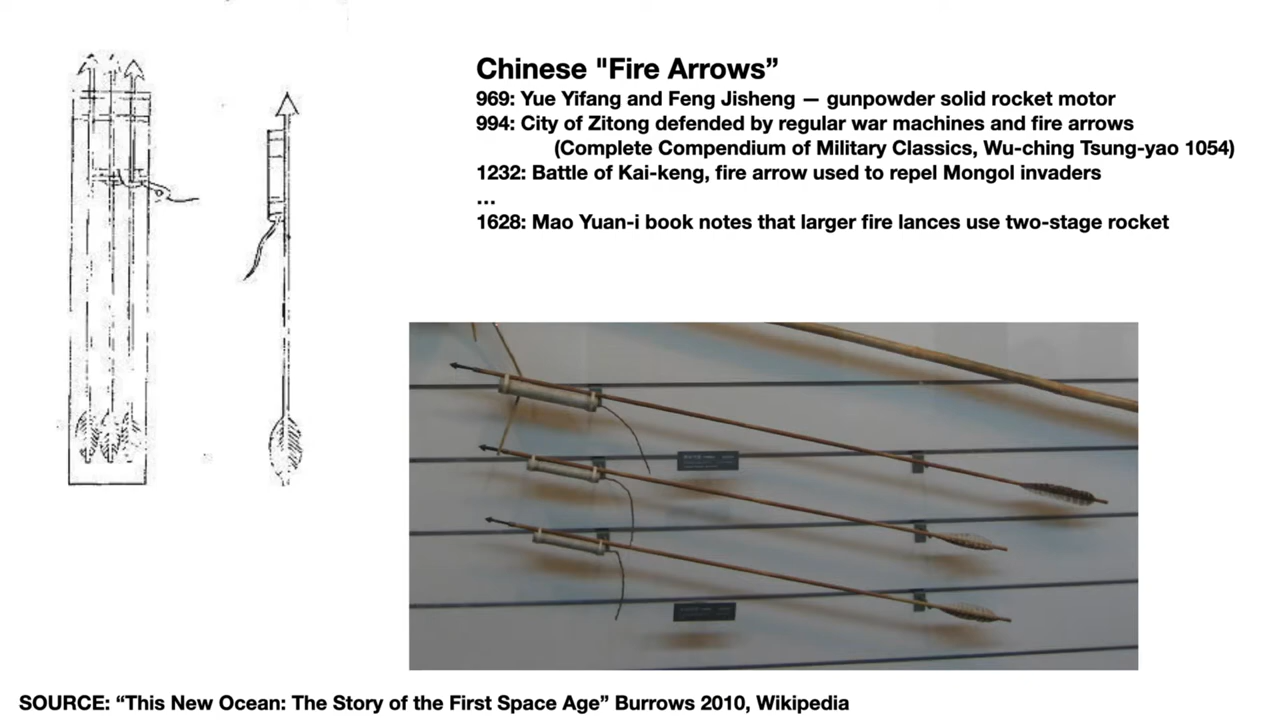 Chinese "Fire Arrows”
969: Yue Yifang and Feng Jisheng — gunpowder solid rocket motor
994: City of Zitong defended by regular war machines and fire arrows
(Complete Compendium of Military Classics, Wu-ching Tsung-yao 1054)
1232: Battle of Kai-keng, fire arrow used to repel Mongol invaders
...
1628: Mao Yuan-i book notes that larger fire lances use two-stage rocket
SOURCE: “This New Ocean: The Story of the First Space Age” Burrows 2010, Wikipedia